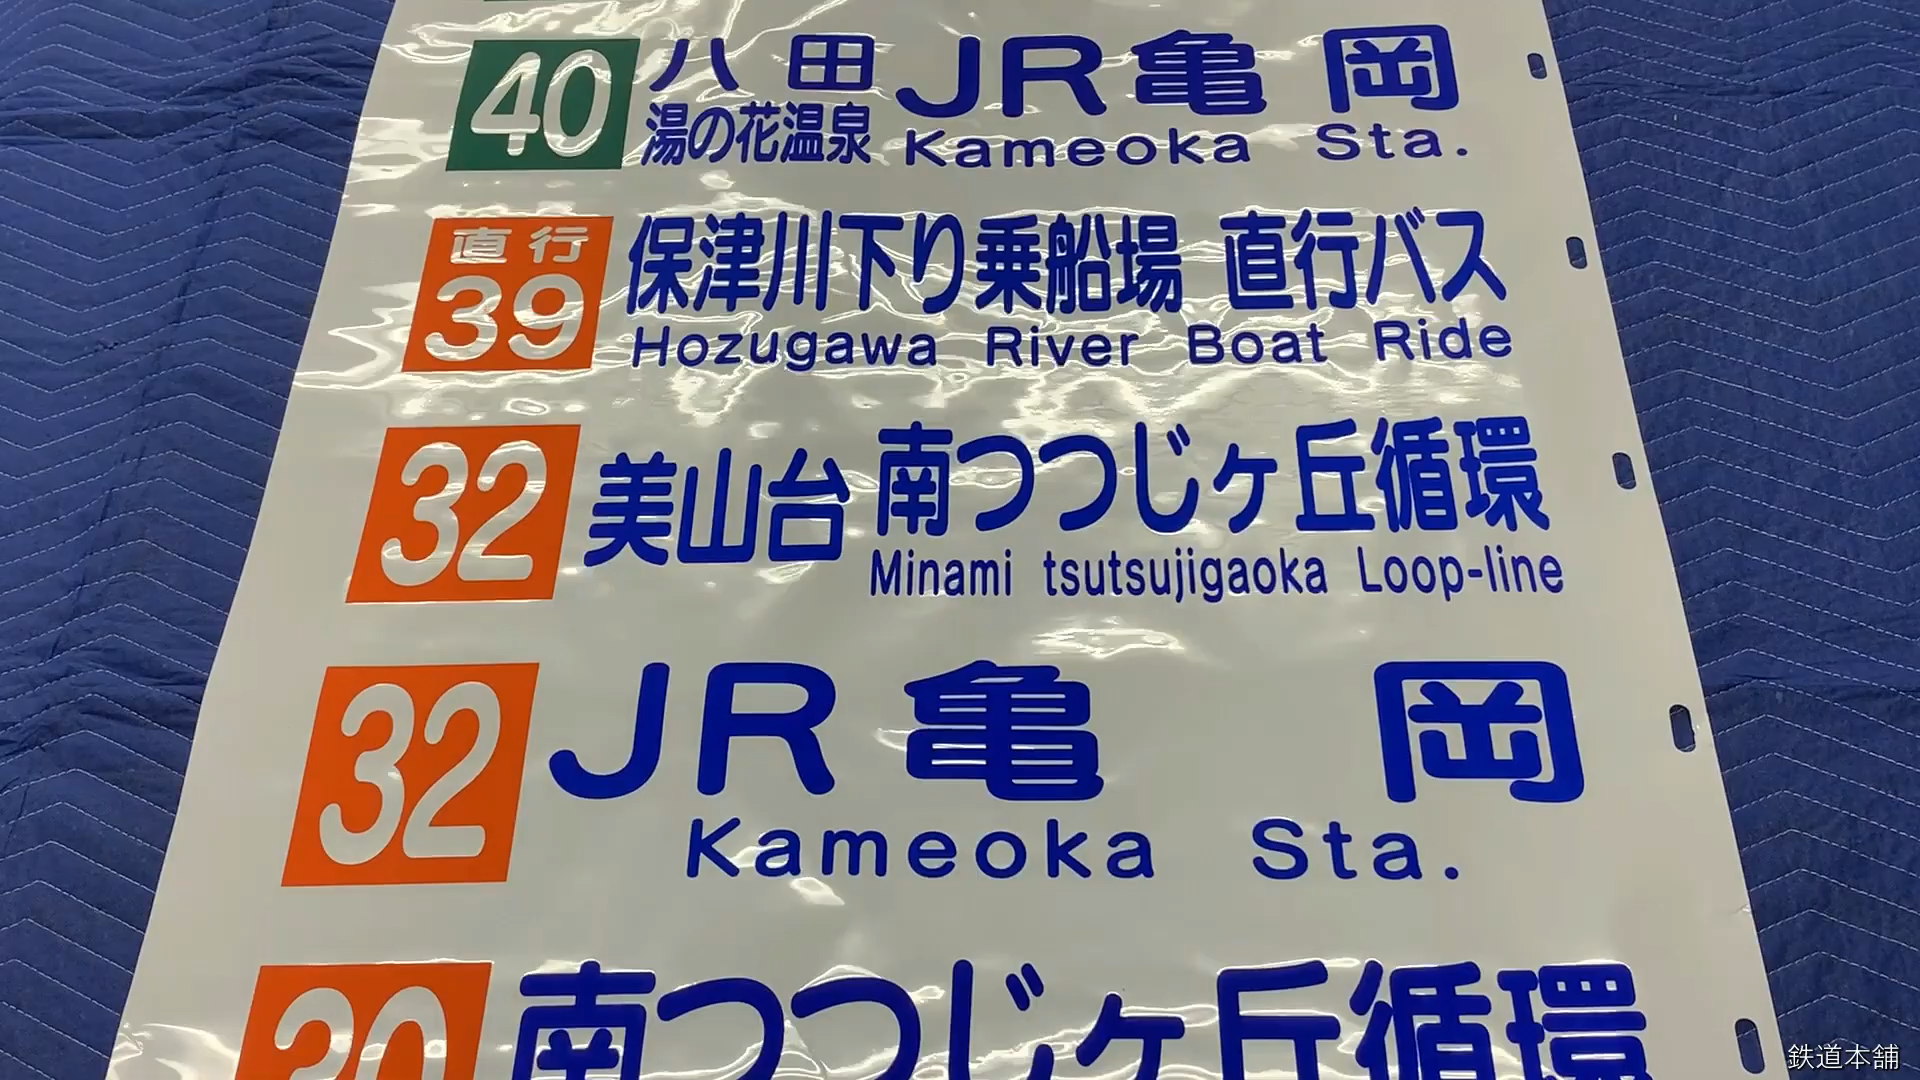 40 八田 JR亀岡
湯の花温泉 Kameoka Sta.
直行
39 保津川下り乗船場 直行バス
Hozugawa River Boat Ride
32 美山台 南つつじヶ丘循環
Minami tsutsujigaoka Loop-line
32 JR亀岡
Kameoka Sta.
南つつじヶ丘循環
鉄道本舗